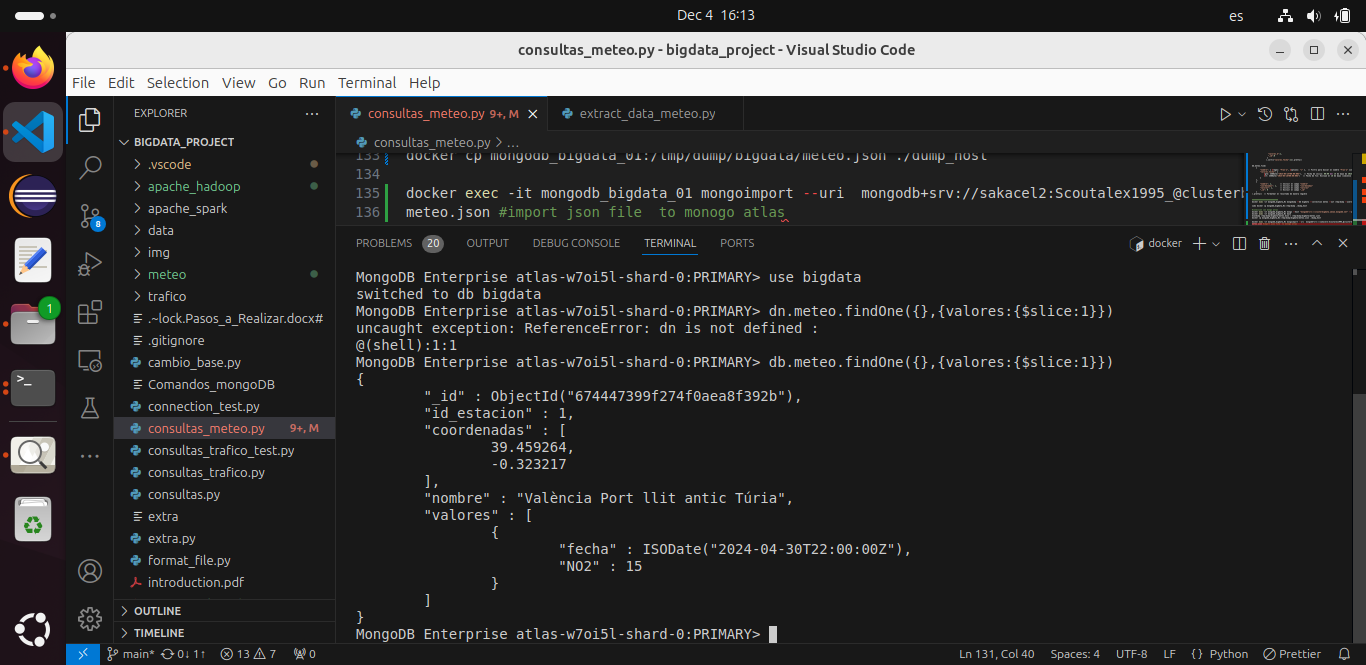 Dec 4 16:13
es
consultas_meteo.py - bigdata_project - Visual Studio Code
File Edit Selection View Go Run Terminal Help
EXPLORER
BIGDATA_PROJECT
.vscode
apache_hadoop
apache_spark
data
img
meteo
trafico
.~lock.Pasos_a_Realizar.docx#
.gitignore
cambio_base.py
Comandos_mongoDB
connection_test.py
consultas_meteo.py 9+, M
consultas_trafico_test.py
consultas_trafico.py
consultas.py
extra
extra.py
format_file.py
introduction.pdf
OUTLINE
TIMELINE
8
1
consultas_meteo.py 9+, M
extract_data_meteo.py
consultas_meteo.py > ...
133 docker cp mongodb_bigdata_01:/tmp/dump/bigdata/meteo.json ./dump_host
134
135 docker exec -it mongodb_bigdata_01 mongoimport --uri mongodb+srv://sakacel2:Scoutalex1995_@cluster
136 meteo.json #import json file to monogo atlas
PROBLEMS 20 OUTPUT DEBUG CONSOLE TERMINAL PORTS
docker
MongoDB Enterprise atlas-w7oi5l-shard-0:PRIMARY> use bigdata
switched to db bigdata
MongoDB Enterprise atlas-w7oi5l-shard-0:PRIMARY> dn.meteo.findOne({},{valores:{$slice:1}})
uncaught exception: ReferenceError: dn is not defined :
@(shell):1:1
MongoDB Enterprise atlas-w7oi5l-shard-0:PRIMARY> db.meteo.findOne({},{valores:{$slice:1}})
{
"_id" : ObjectId("674447399f274f0aea8f392b"),
"id_estacion" : 1,
"coordenadas" : [
39.459264,
-0.323217
],
"nombre" : "València Port llit antic Túria",
"valores" : [
{
"fecha" : ISODate("2024-04-30T22:00:00Z"),
"NO2" : 15
}
]
}
MongoDB Enterprise atlas-w7oi5l-shard-0:PRIMARY>
main* 0↓ 1↑ 13 7 0
Ln 131, Col 40 Spaces: 4 UTF-8 LF { } Python Prettier